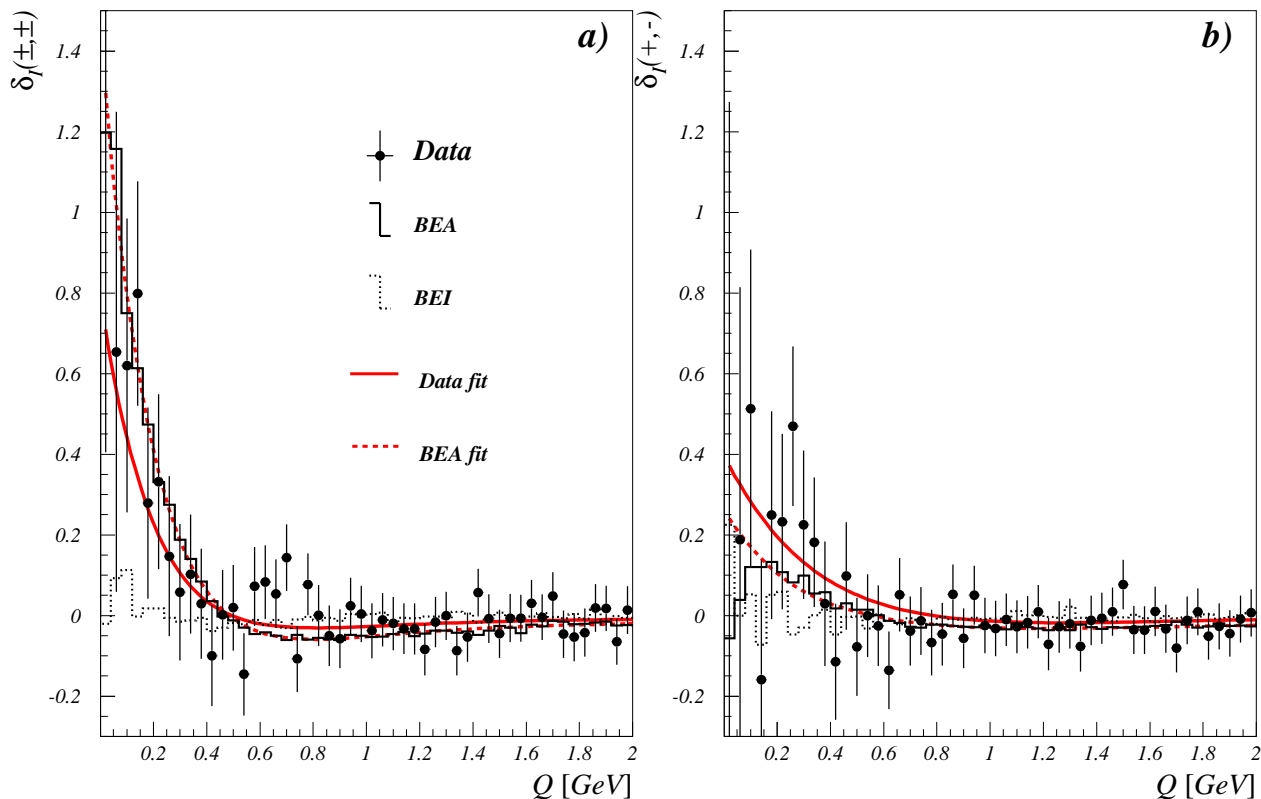 δI(±,±)
a)
1.4
1.2
1
0.8
0.6
0.4
0.2
0
-0.2
Data
BEA
BEI
Data fit
BEA fit
0.2 0.4 0.6 0.8 1 1.2 1.4 1.6 1.8 2
Q [GeV]
δI(+,-)
b)
1.4
1.2
1
0.8
0.6
0.4
0.2
0
-0.2
0.2 0.4 0.6 0.8 1 1.2 1.4 1.6 1.8 2
Q [GeV]